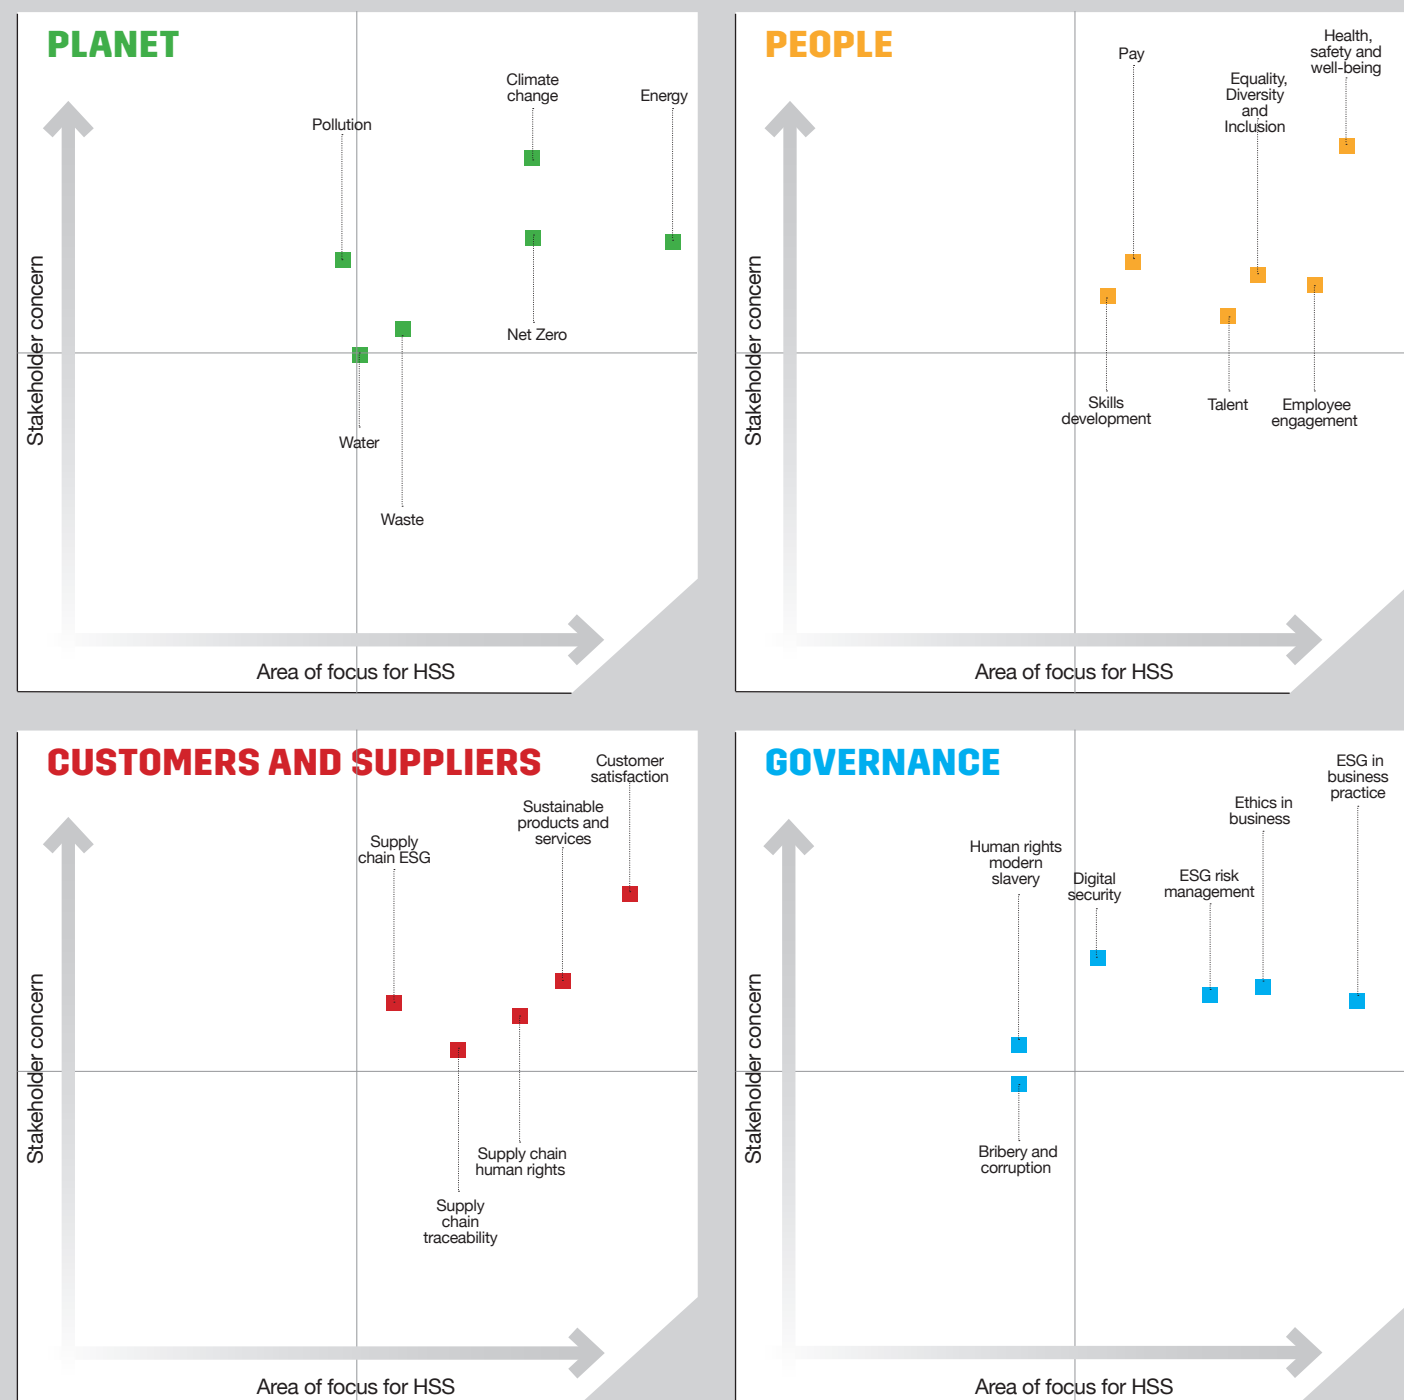 PLANET
Climate
change
Energy
Pollution
Net Zero
Water
Waste
Stakeholder concern
Area of focus for HSS
PEOPLE
Health,
safety and
well-being
Pay
Equality,
Diversity
and
Inclusion
Skills
development
Talent
Employee
engagement
Stakeholder concern
Area of focus for HSS
CUSTOMERS AND SUPPLIERS
Customer
satisfaction
Sustainable
products and
services
Supply
chain ESG
Supply chain
human rights
Supply
chain
traceability
Stakeholder concern
Area of focus for HSS
GOVERNANCE
ESG in
business
practice
Ethics in
business
Human rights
modern
slavery
Digital
security
ESG risk
management
Bribery and
corruption
Stakeholder concern
Area of focus for HSS